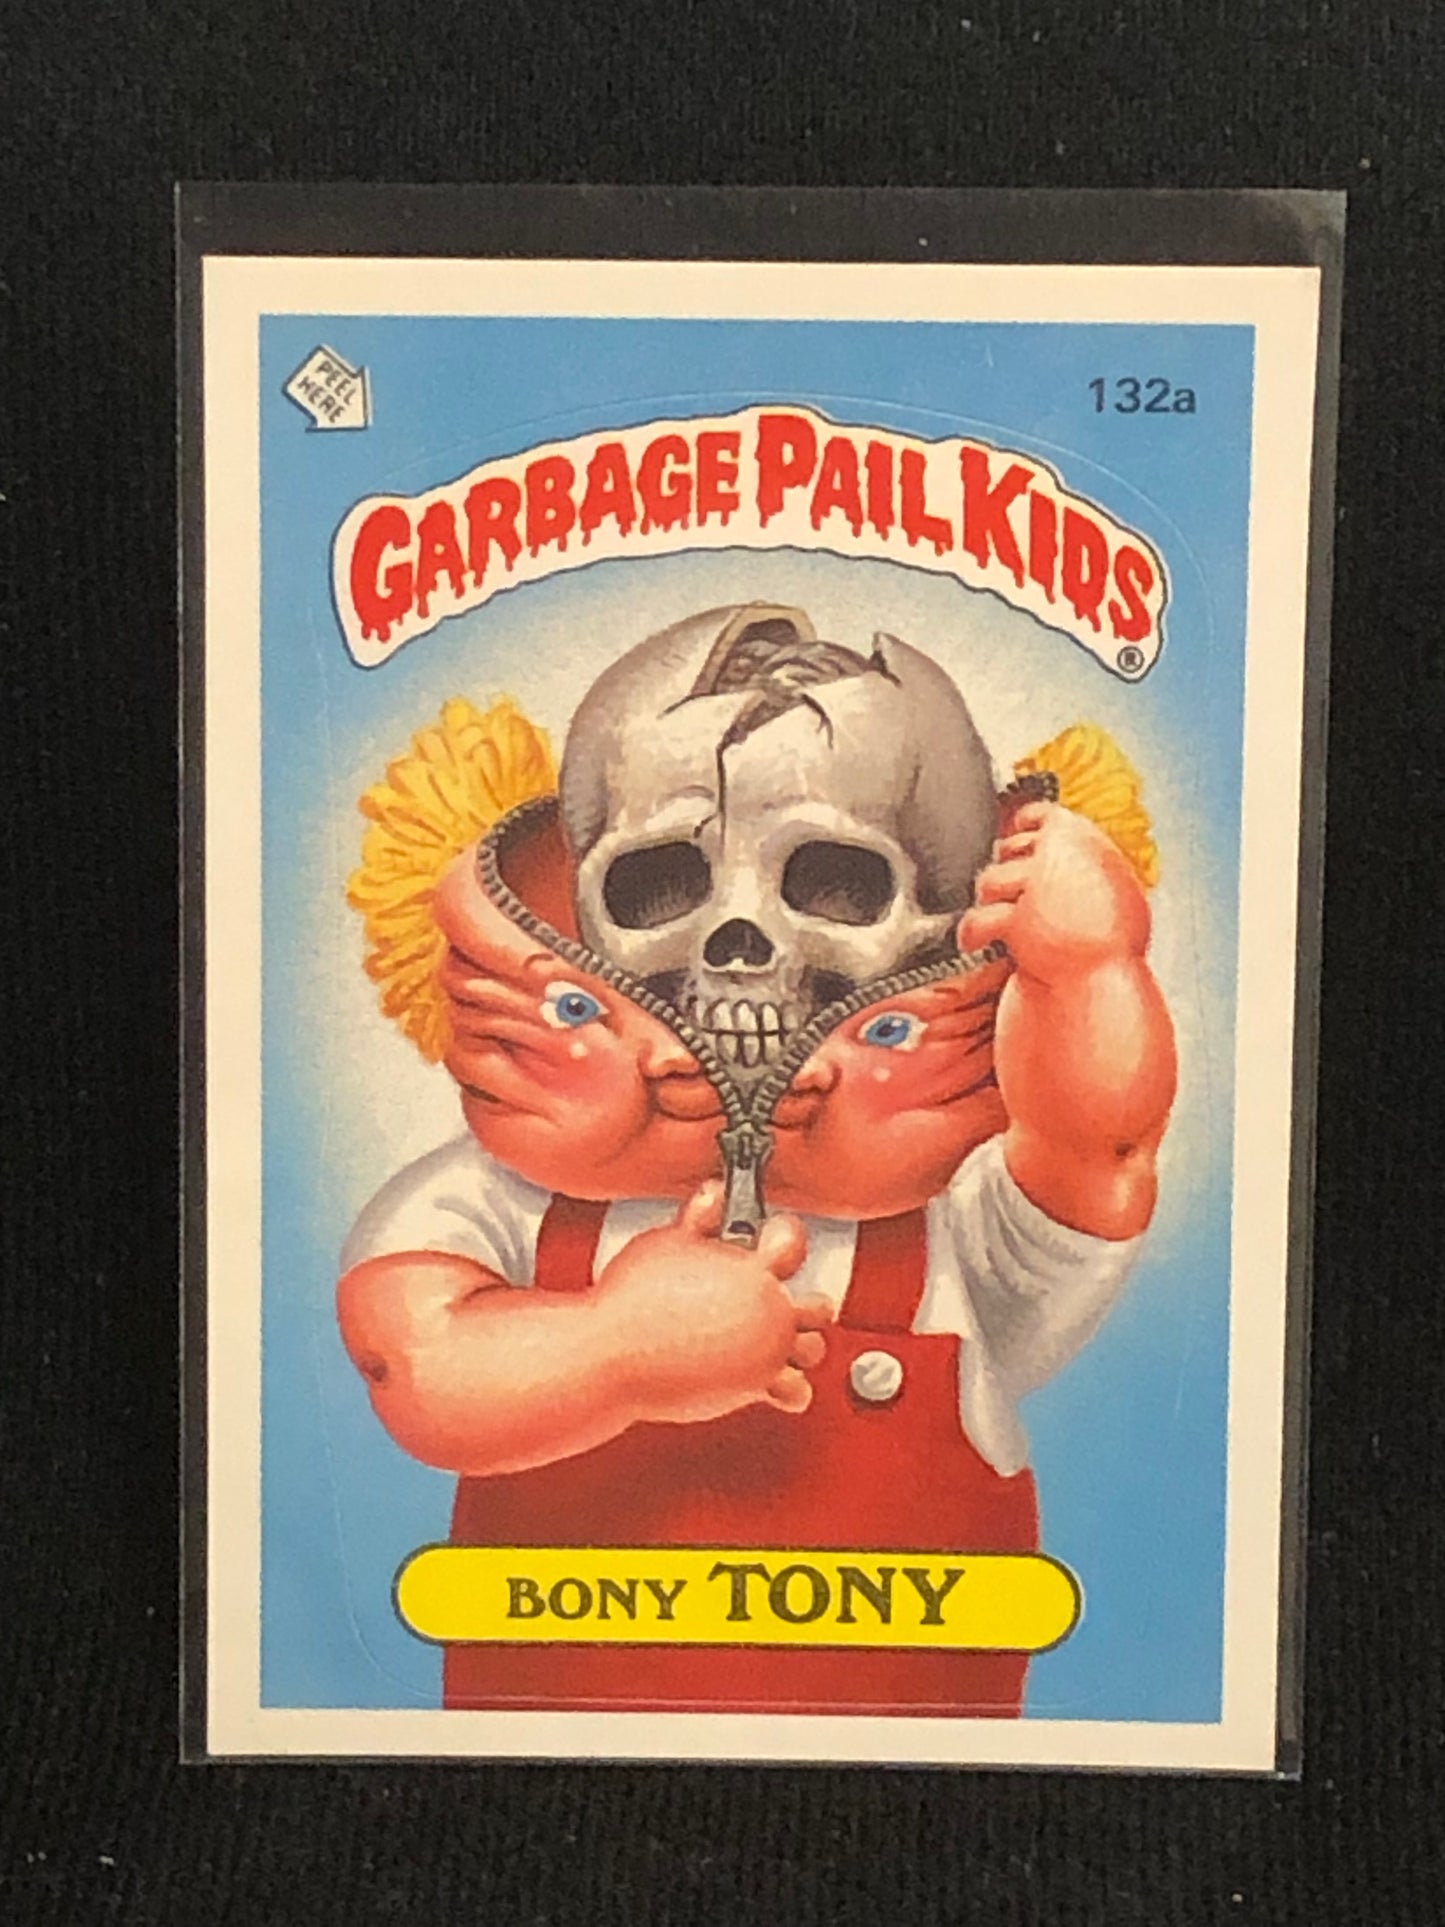 PEEL
HERE
132a
GARBAGE PAIL KIDS
®
BONY TONY